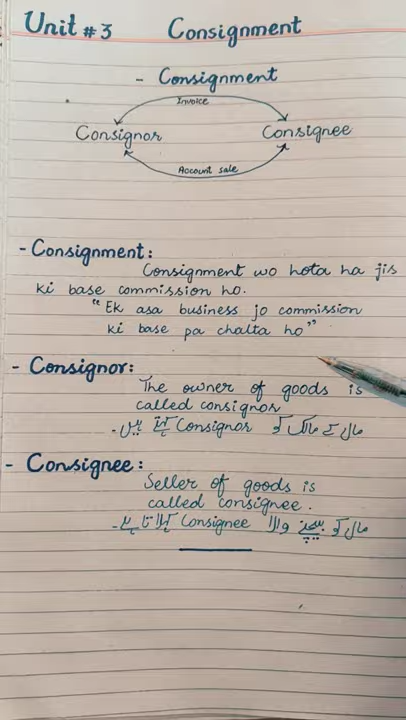 Unit # 3 Consignment
- Consignment
Invoice
Consignor Consignee
Account sale
- Consignment:
Consignment wo hota ha jis
ki base commission ho.
"Ek asa business jo commission
ki base pa chalta ho"
- Consignor:
The owner of goods is
called consignor
مال کے مالک کو Consignor کہتے ہیں۔
- Consignee:
Seller of goods is
called consignee.
مال کو بیچنے والا Consignee کہلاتا ہے۔